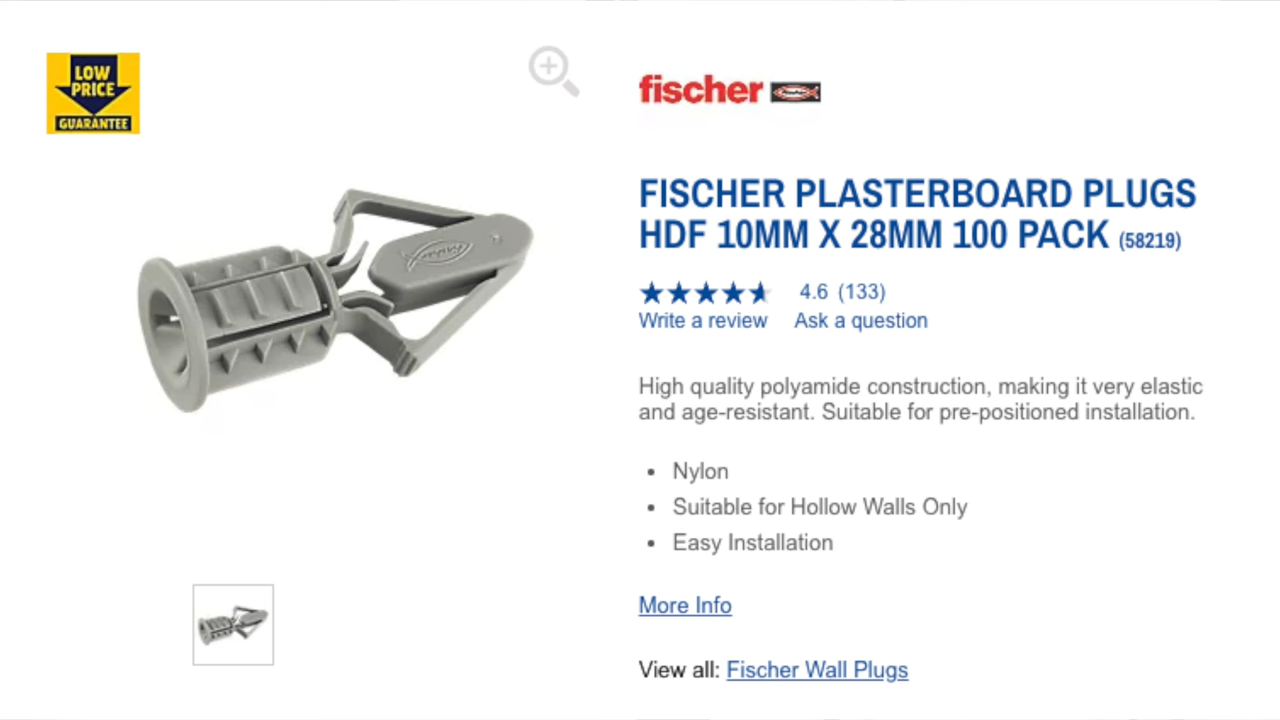 LOW
PRICE
GUARANTEE
fischer
FISCHER PLASTERBOARD PLUGS
HDF 10MM X 28MM 100 PACK (58219)
4.6 (133)
Write a review Ask a question
High quality polyamide construction, making it very elastic
and age-resistant. Suitable for pre-positioned installation.
• Nylon
• Suitable for Hollow Walls Only
• Easy Installation
More Info
View all: Fischer Wall Plugs